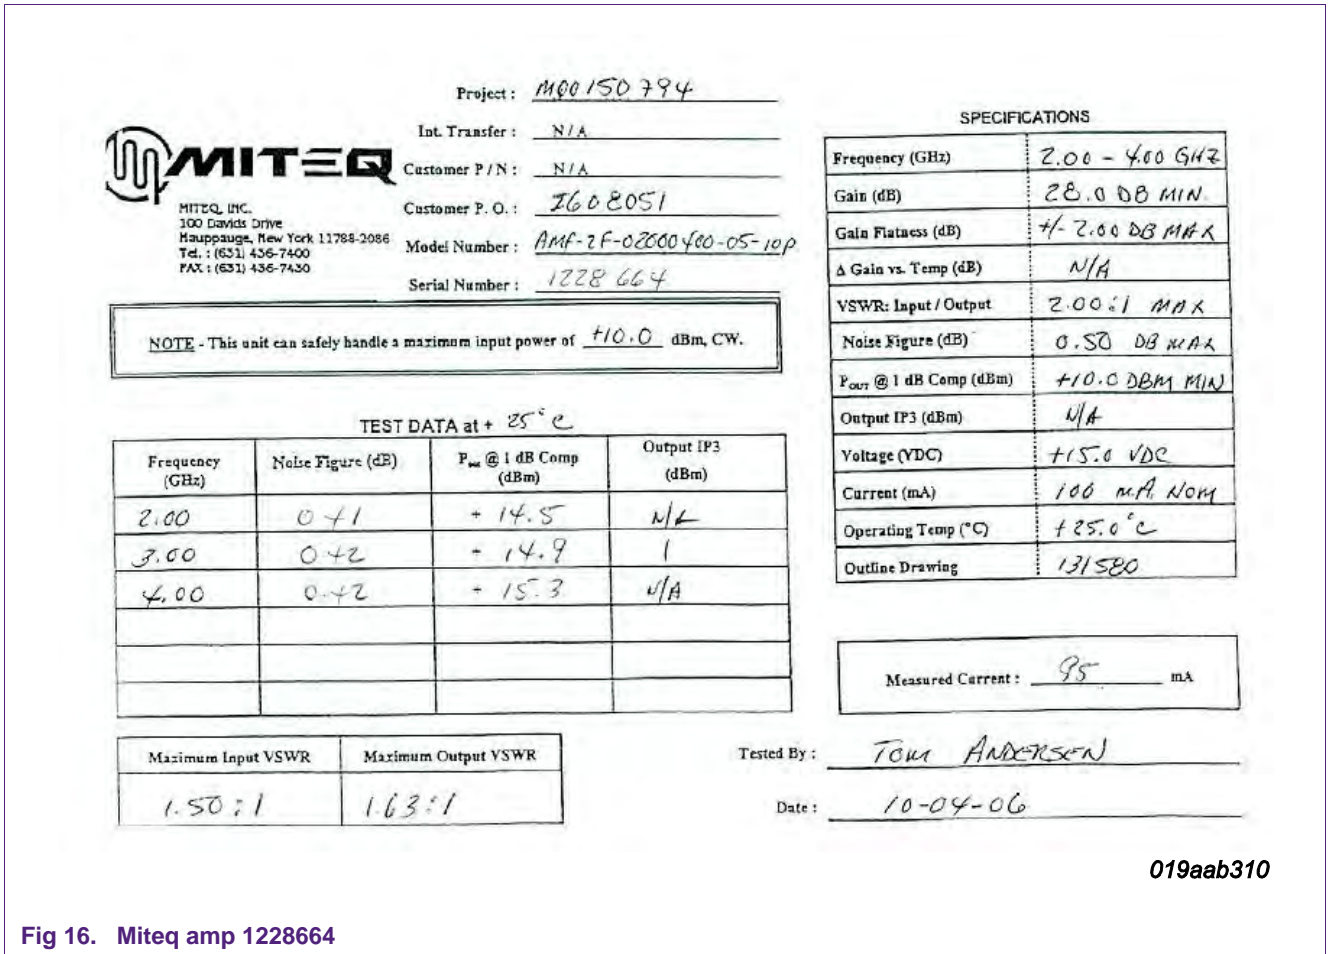 Project : MQ0150794
Int. Transfer : N/A
Customer P/N : N/A
Customer P. O. : I608051
Model Number : AMF-2F-02000400-05-10P
Serial Number : 1228664
MITEQ
MITEQ, INC.
100 Davids Drive
Hauppauge, New York 11788-2086
Tel. : (631) 436-7400
FAX : (631) 436-7430
NOTE - This unit can safely handle a maximum input power of +10.0 dBm, CW.
TEST DATA at + 25°C
Frequency (GHz) Noise Figure (dB) Pout @ 1 dB Comp (dBm) Output IP3 (dBm)
2.00 0.41 + 14.5 N/A
3.00 0.42 + 14.9 |
4.00 0.42 + 15.3 N/A
Maximum Input VSWR Maximum Output VSWR
1.50:1 1.63:1
SPECIFICATIONS
Frequency (GHz) 2.00 - 4.00 GHZ
Gain (dB) 28.0 DB MIN.
Gain Flatness (dB) +/- 2.00 DB MAX
Δ Gain vs. Temp (dB) N/A
VSWR: Input / Output 2.00:1 MAX
Noise Figure (dB) 0.50 DB MAX
POUT @ 1 dB Comp (dBm) +10.0 DBM MIN
Output IP3 (dBm) N/A
Voltage (VDC) +15.0 VDC
Current (mA) 100 mA. NOM
Operating Temp (°C) +25.0°C
Outline Drawing 131580
Measured Current : 95 mA
Tested By : TOM ANDERSEN
Date : 10-04-06
019aab310
Fig 16. Miteq amp 1228664